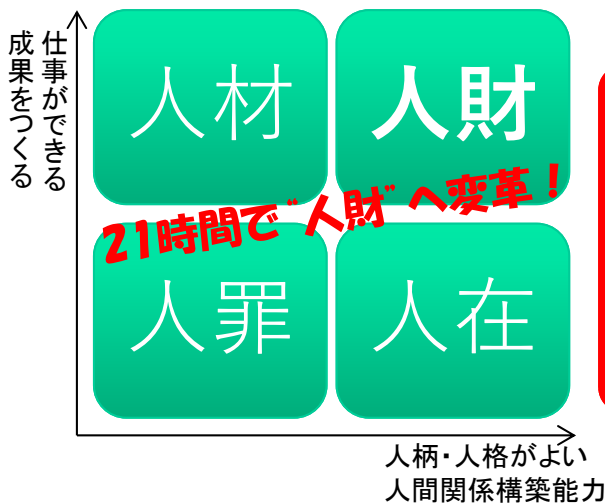 仕事ができる
成果をつくる
人材
人財
21時間で“人財”へ変革！
人罪
人在
人柄・人格がよい
人間関係構築能力